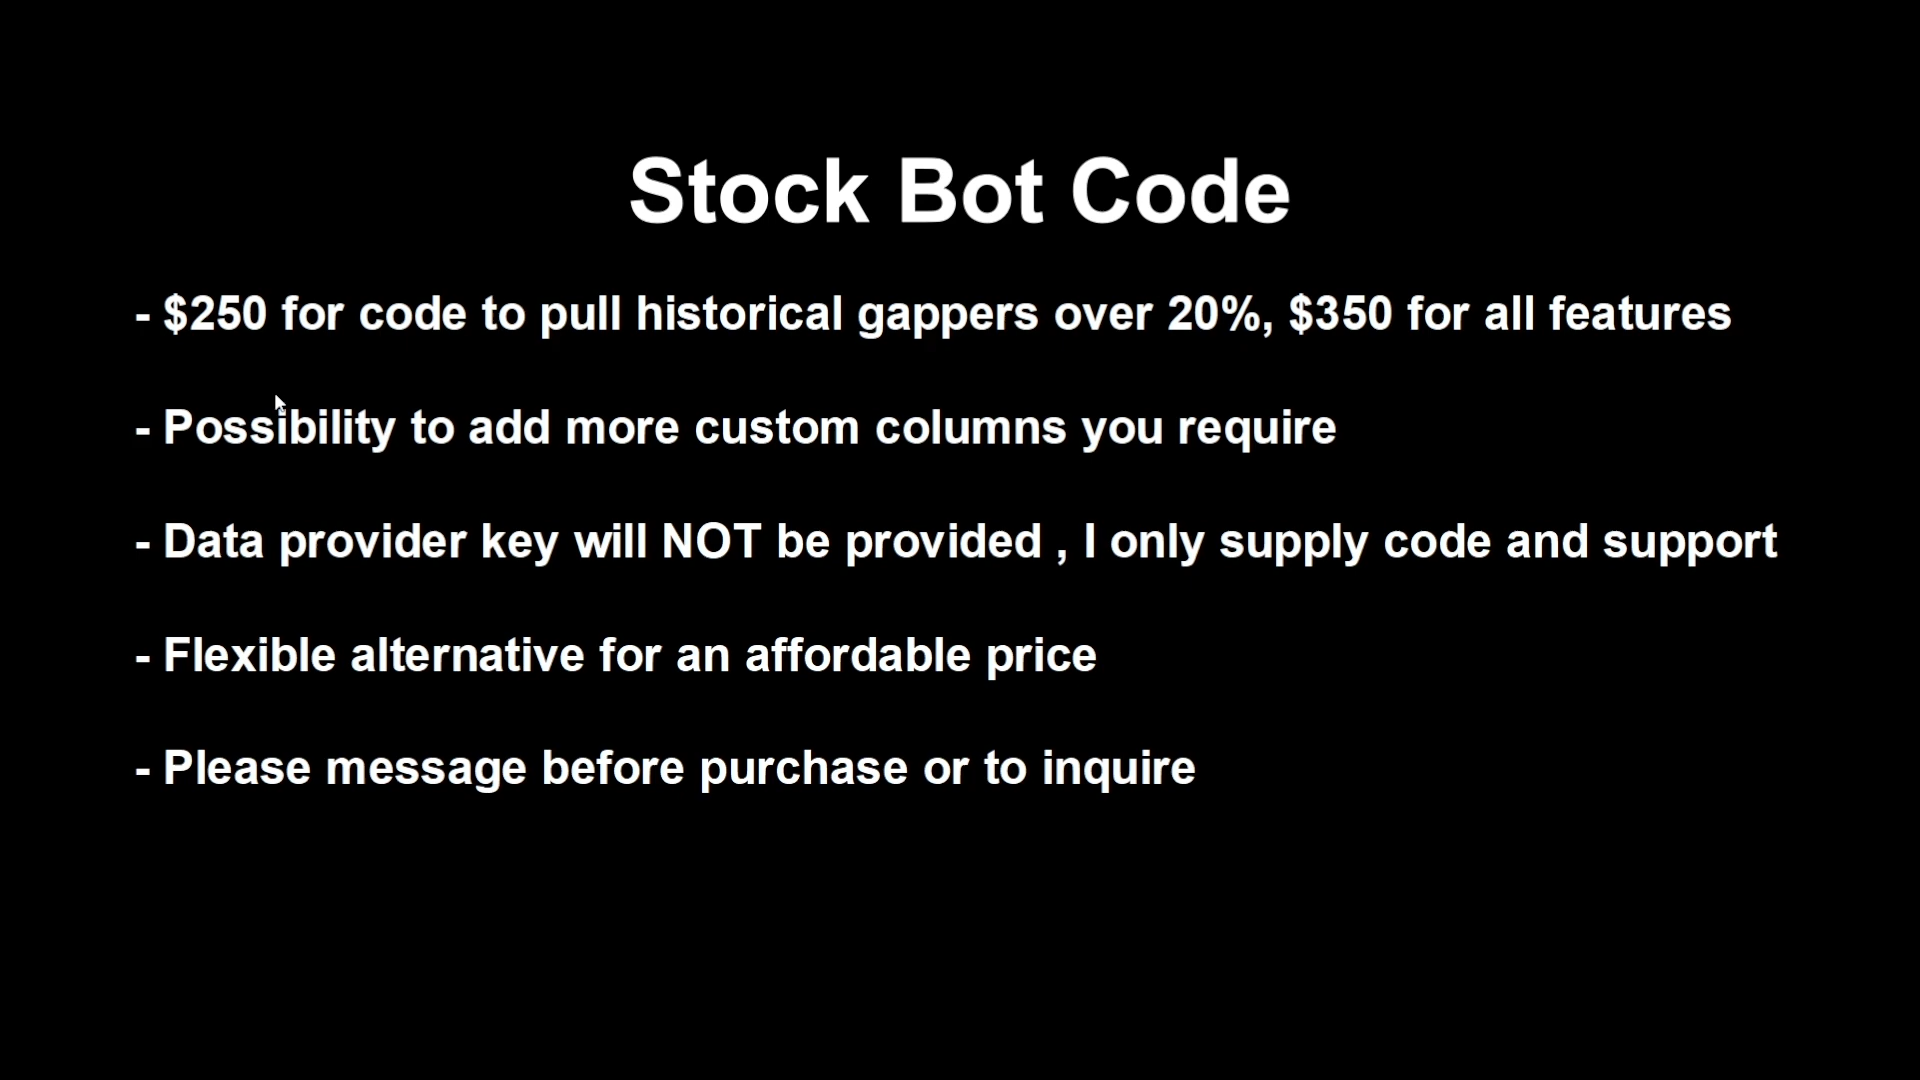 Stock Bot Code
- $250 for code to pull historical gappers over 20%, $350 for all features
- Possibility to add more custom columns you require
- Data provider key will NOT be provided , I only supply code and support
- Flexible alternative for an affordable price
- Please message before purchase or to inquire